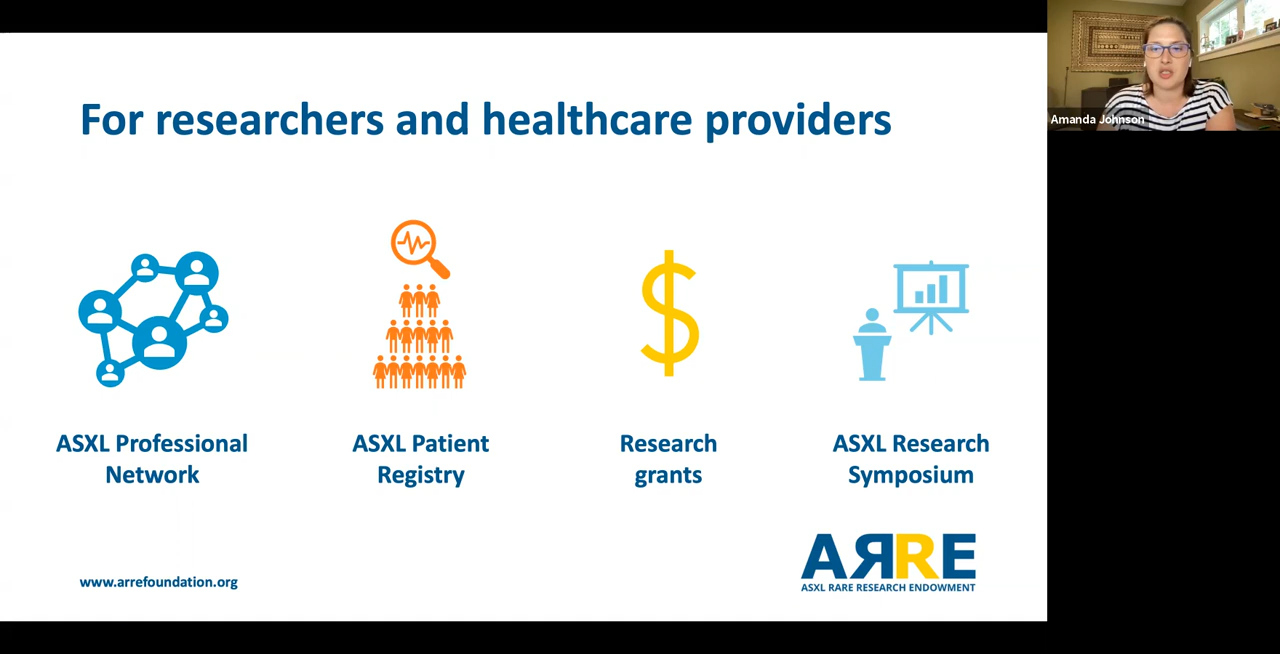 For researchers and healthcare providers
Amanda Johnson
ASXL Professional
Network
ASXL Patient
Registry
Research
grants
ASXL Research
Symposium
www.arrefoundation.org
ARRE
ASXL RARE RESEARCH ENDOWMENT